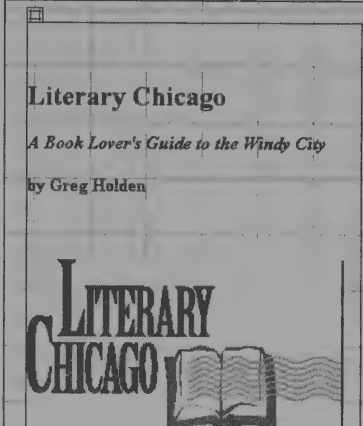 Literary Chicago
A Book Lover's Guide to the Windy City
by Greg Holden
LITERARY
CHICAGO